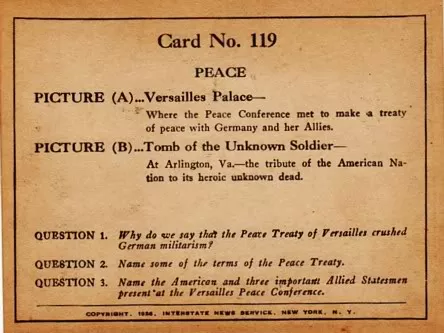 Card No. 119
PEACE
PICTURE (A)...Versailles Palace—
Where the Peace Conference met to make a treaty
of peace with Germany and her Allies.
PICTURE (B)...Tomb of the Unknown Soldier—
At Arlington, Va.—the tribute of the American Na-
tion to its heroic unknown dead.
QUESTION 1. Why do we say that the Peace Treaty of Versailles crushed
German militarism?
QUESTION 2. Name some of the terms of the Peace Treaty.
QUESTION 3. Name the American and three important Allied Statesmen
present at the Versailles Peace Conference.
COPYRIGHT, 1936, INTERSTATE NEWS SERVICE, NEW YORK, N. Y.